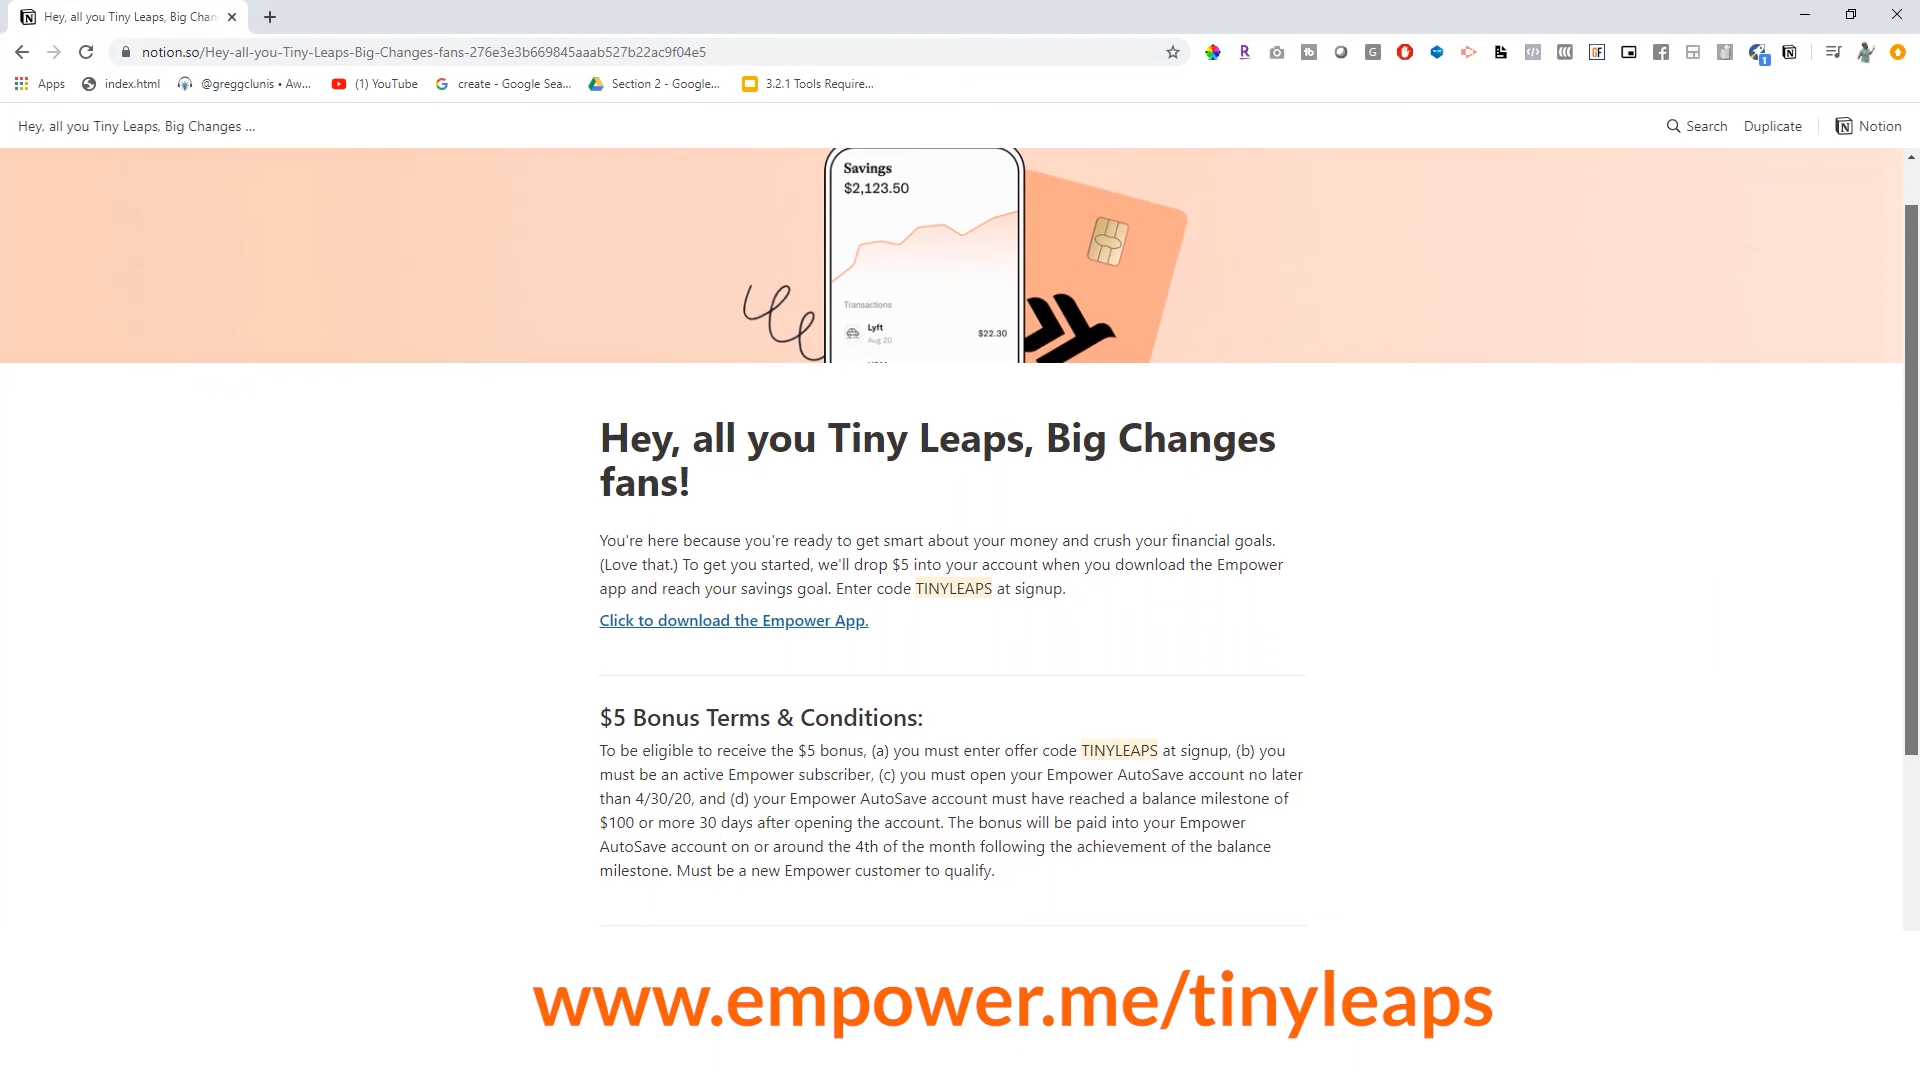 Hey, all you Tiny Leaps, Big Chan
notion.so/Hey-all-you-Tiny-Leaps-Big-Changes-fans-276e3e3b669845aaab527b22ac9f04e5
Apps
index.html
@greggclunis • Aw...
(1) YouTube
create - Google Sea...
Section 2 - Google...
3.2.1 Tools Require...
Hey, all you Tiny Leaps, Big Changes ...
Search
Duplicate
Notion
Savings
$2,123.50
Transactions
Lyft
$22.30
Aug 20
Hey, all you Tiny Leaps, Big Changes
fans!
You're here because you're ready to get smart about your money and crush your financial goals.
(Love that.) To get you started, we'll drop $5 into your account when you download the Empower
app and reach your savings goal. Enter code TINYLEAPS at signup.
Click to download the Empower App.
$5 Bonus Terms & Conditions:
To be eligible to receive the $5 bonus, (a) you must enter offer code TINYLEAPS at signup, (b) you
must be an active Empower subscriber, (c) you must open your Empower AutoSave account no later
than 4/30/20, and (d) your Empower AutoSave account must have reached a balance milestone of
$100 or more 30 days after opening the account. The bonus will be paid into your Empower
AutoSave account on or around the 4th of the month following the achievement of the balance
milestone. Must be a new Empower customer to qualify.
www.empower.me/tinyleaps